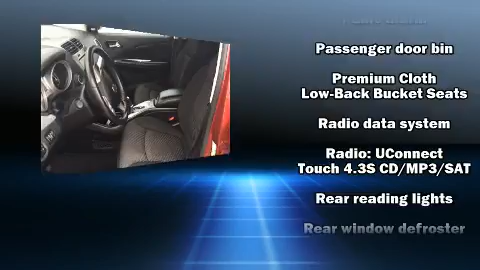 Passenger door bin
Premium Cloth
Low-Back Bucket Seats
Radio data system
Radio: UConnect
Touch 4.3S CD/MP3/SAT
Rear reading lights
Rear window defroster